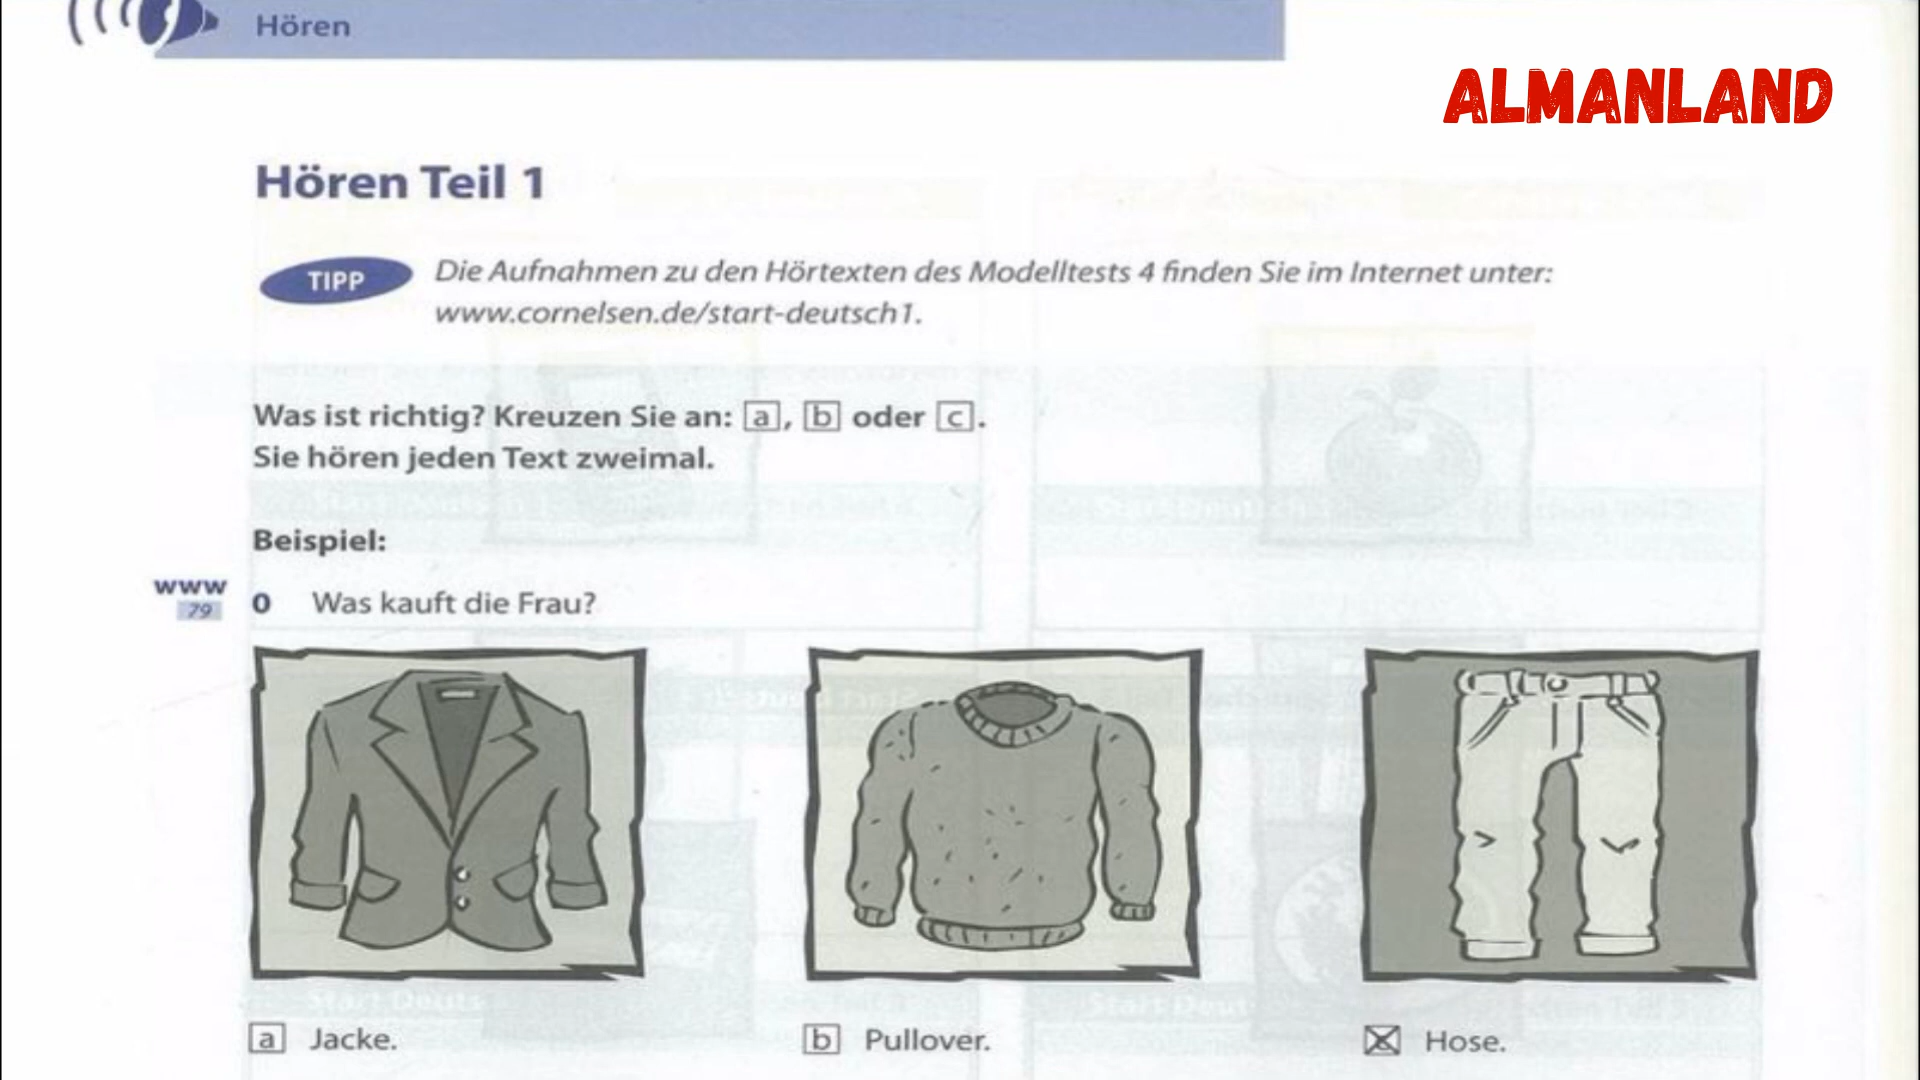 Hören
ALMANLAND
Hören Teil 1
TIPP
Die Aufnahmen zu den Hörtexten des Modelltests 4 finden Sie im Internet unter:
www.cornelsen.de/start-deutsch1.
Was ist richtig? Kreuzen Sie an: a, b oder c.
Sie hören jeden Text zweimal.
Beispiel:
www
79
0 Was kauft die Frau?
a Jacke.
b Pullover.
c Hose.